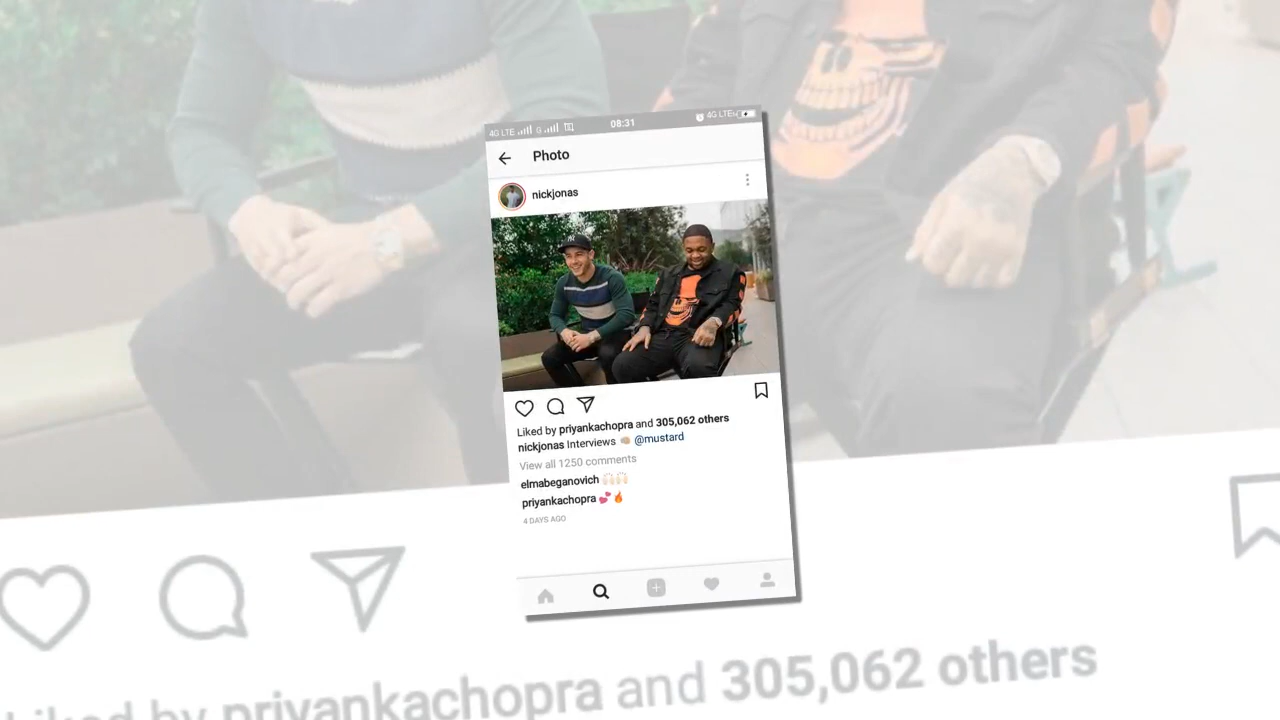 4G LTE G 08:31 4G LTE
Photo
nickjonas
Liked by priyankachopra and 305,062 others
nickjonas Interviews 👊🏼 @mustard
View all 1250 comments
elmabeganovich 🙌🏻🙌🏻
priyankachopra 💕🔥
4 DAYS AGO
Liked by priyankachopra and 305,062 others